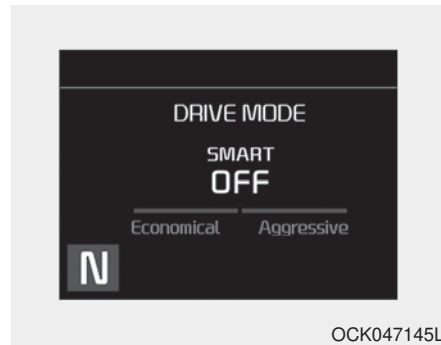 DRIVE MODE
SMART
OFF
Economical Aggressive
N
OCK047145L